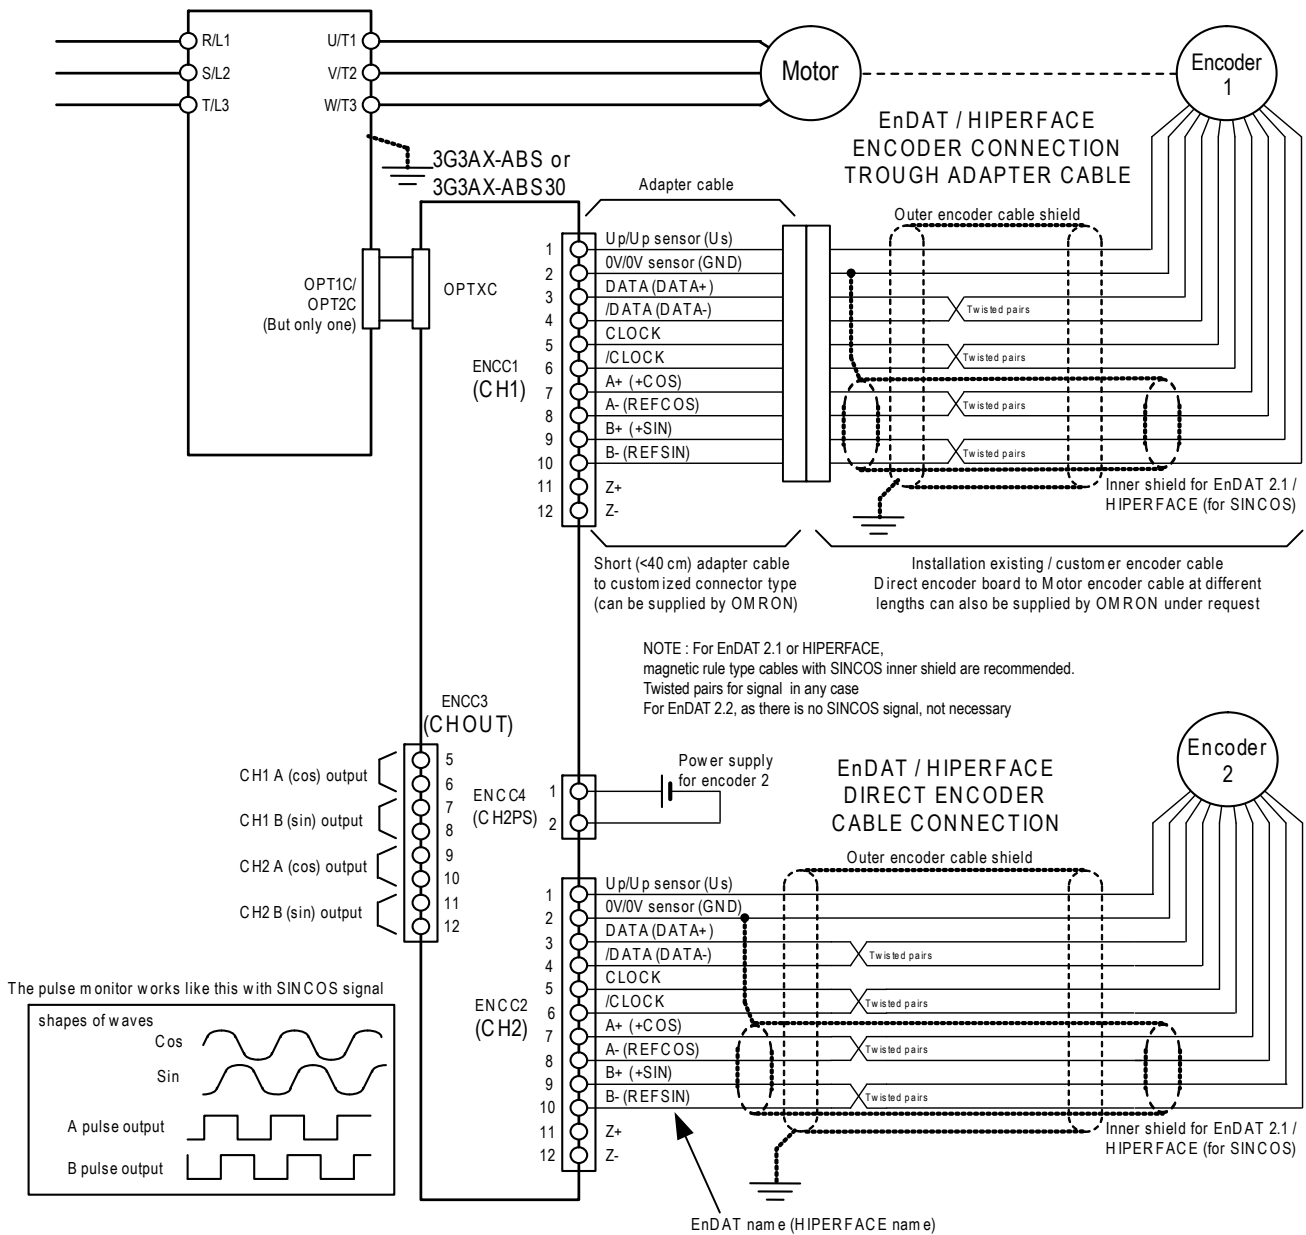 R/L1
S/L2
T/L3
U/T1
V/T2
W/T3
Motor
Encoder
1
EnDAT / HIPERFACE
ENCODER CONNECTION
TROUGH ADAPTER CABLE
3G3AX-ABS or
3G3AX-ABS30
Adapter cable
Outer encoder cable shield
OPT1C/
OPT2C
(But only one)
OPTXC
ENCC1
(CH1)
1
2
3
4
5
6
7
8
9
10
11
12
Up/Up sensor (Us)
0V/0V sensor (GND)
DATA (DATA+)
/DATA (DATA-)
CLOCK
/CLOCK
A+ (+COS)
A- (REFCOS)
B+ (+SIN)
B- (REFSIN)
Z+
Z-
Twisted pairs
Twisted pairs
Twisted pairs
Twisted pairs
Inner shield for EnDAT 2.1 /
HIPERFACE (for SINCOS)
Short (<40 cm) adapter cable
to customized connector type
(can be supplied by OMRON)
Installation existing / customer encoder cable
Direct encoder board to Motor encoder cable at different
lengths can also be supplied by OMRON under request
NOTE : For EnDAT 2.1 or HIPERFACE,
magnetic rule type cables with SINCOS inner shield are recommended.
Twisted pairs for signal in any case
For EnDAT 2.2, as there is no SINCOS signal, not necessary
ENCC3
(CHOUT)
5
6
7
8
9
10
11
12
CH1 A (cos) output
CH1 B (sin) output
CH2 A (cos) output
CH2 B (sin) output
ENCC4
(CH2PS)
1
2
Power supply
for encoder 2
EnDAT / HIPERFACE
DIRECT ENCODER
CABLE CONNECTION
Encoder
2
Outer encoder cable shield
ENCC2
(CH2)
1
2
3
4
5
6
7
8
9
10
11
12
Up/Up sensor (Us)
0V/0V sensor (GND)
DATA (DATA+)
/DATA (DATA-)
CLOCK
/CLOCK
A+ (+COS)
A- (REFCOS)
B+ (+SIN)
B- (REFSIN)
Z+
Z-
Twisted pairs
Twisted pairs
Twisted pairs
Twisted pairs
Inner shield for EnDAT 2.1 /
HIPERFACE (for SINCOS)
EnDAT name (HIPERFACE name)
The pulse monitor works like this with SINCOS signal
shapes of waves
Cos
Sin
A pulse output
B pulse output